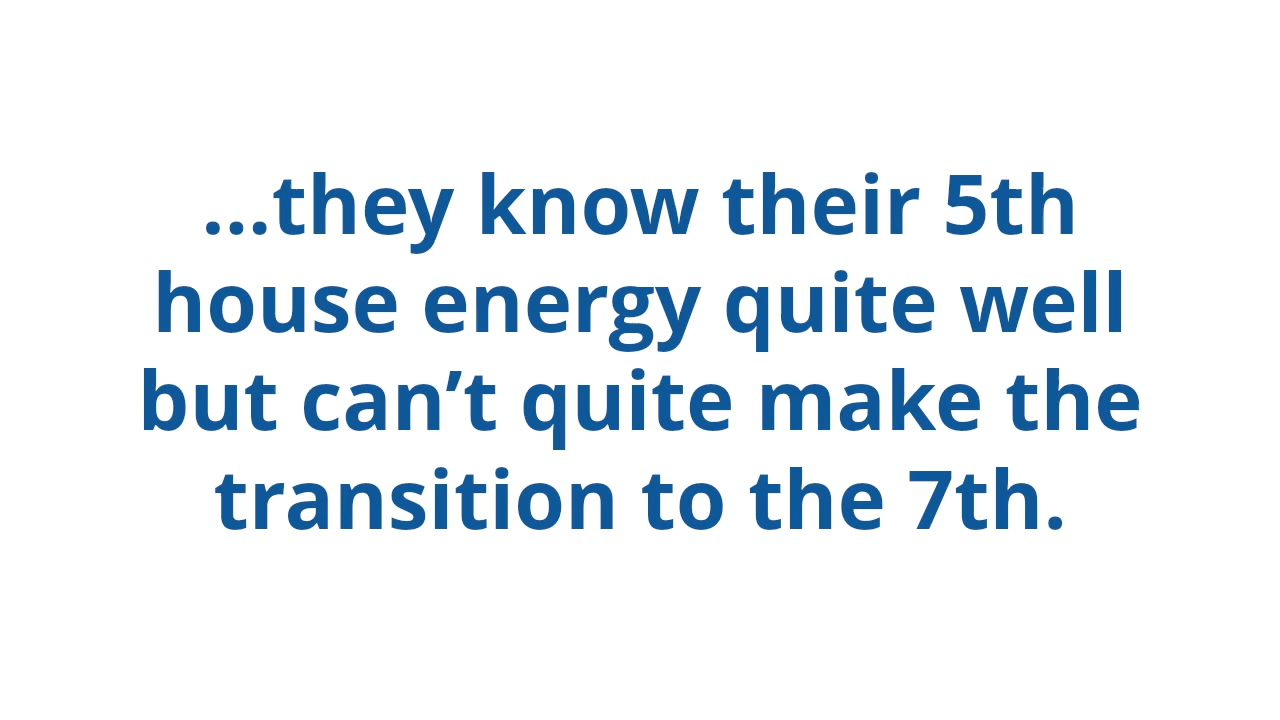 ...they know their 5th
house energy quite well
but can’t quite make the
transition to the 7th.